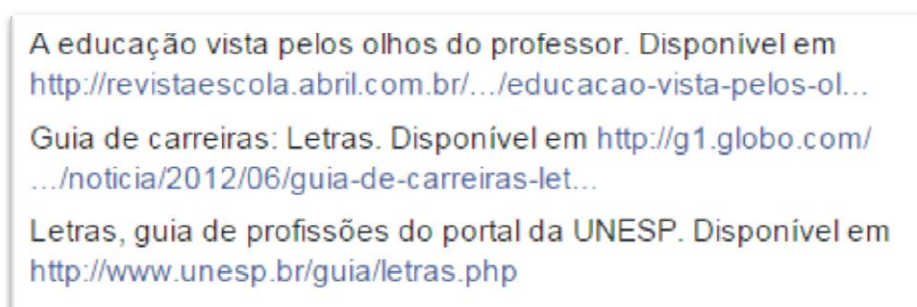 A educação vista pelos olhos do professor. Disponível em
http://revistaescola.abril.com.br/.../educacao-vista-pelos-ol...
Guia de carreiras: Letras. Disponível em http://g1.globo.com/
.../noticia/2012/06/guia-de-carreiras-let...
Letras, guia de profissões do portal da UNESP. Disponível em
http://www.unesp.br/guia/letras.php